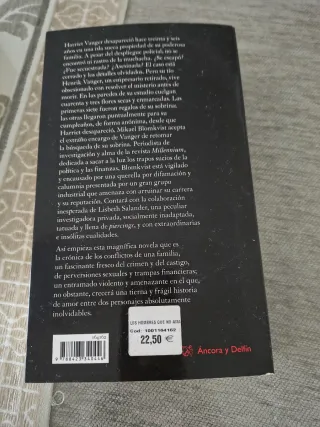 Harriet Vanger desapareció hace treinta y seis
años en una isla sueca propiedad de su poderosa
familia. A pesar del despliegue policial, no se
encontró ni rastro de la muchacha. ¿Se escapó?
¿Fue secuestrada? ¿Asesinada? El caso está
cerrado y los detalles olvidados. Pero su tío
Henrik Vanger, un empresario retirado, vive
obsesionado con resolver el misterio antes de
morir. En las paredes de su estudio cuelgan
cuarenta y tres flores secas y enmarcadas. Las
primeras siete fueron regalos de su sobrina,
las otras llegaron puntualmente para su
cumpleaños, de forma anónima, desde que
Harriet desapareció. Mikael Blomkvist acepta
el extraño encargo de Vanger de retomar
la búsqueda de su sobrina. Periodista de
investigación y alma de la revista Millennium,
dedicada a sacar a la luz los trapos sucios de la
política y las finanzas, Blomkvist está vigilado
y encausado por una querella por difamación y
calumnia presentada por un gran grupo
industrial que amenaza con arruinar su carrera
y su reputación. Contará con la colaboración
inesperada de Lisbeth Salander, una peculiar
investigadora privada, socialmente inadaptada,
tatuada y llena de piercings, y con extraordinarias
e insólitas cualidades.
Así empieza esta magnífica novela que es
la crónica de los conflictos de una familia,
un fascinante fresco del crimen y del castigo,
de perversiones sexuales y trampas financieras;
un entramado violento y amenazante en el que,
no obstante, crecerá una tierna y frágil historia
de amor entre dos personajes absolutamente
inolvidables.
LOS HOMBRES QUE NO AMA
Cod: 1001164162
22,50 €
Áncora y Delfín